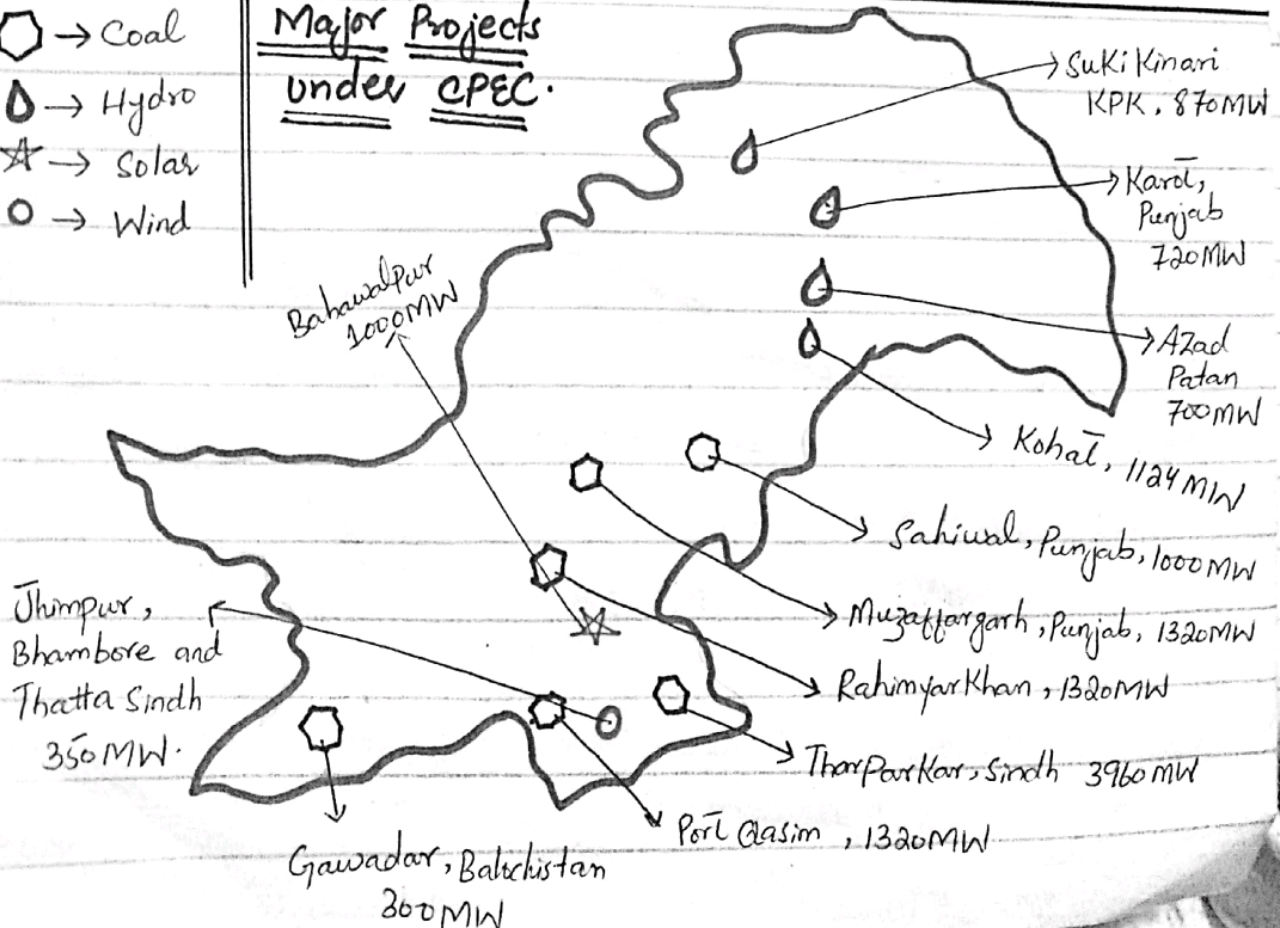 → Coal
→ Hydro
→ Solar
→ Wind
Major Projects
under CPEC.
Suki Kinari
KPK, 870MW
Karot,
Punjab
720MW
Azad
Patan
700MW
Kohat, 1124MW
Bahawalpur
1000MW
Sahiwal, Punjab, 1000MW
Muzaffargarh, Punjab, 1320MW
RahimyarKhan, 1320MW
TharParkar, Sindh 3960MW
Port Qasim, 1320MW
Gawadar, Balochistan
300MW
Jhimpur,
Bhambore and
Thatta Sindh
350MW.